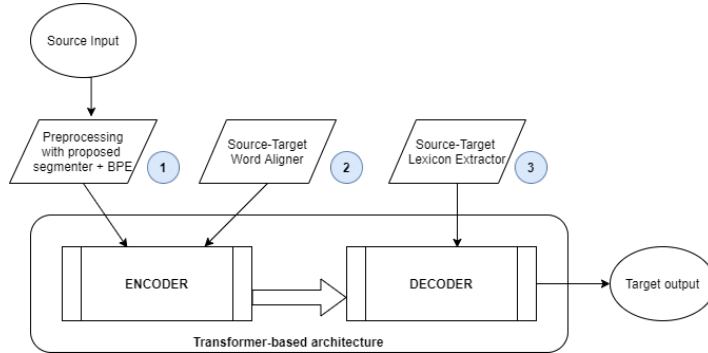 Source Input
Preprocessing
with proposed
segmenter + BPE
1
Source-Target
Word Aligner
2
Source-Target
Lexicon Extractor
3
ENCODER
DECODER
Target output
Transformer-based architecture